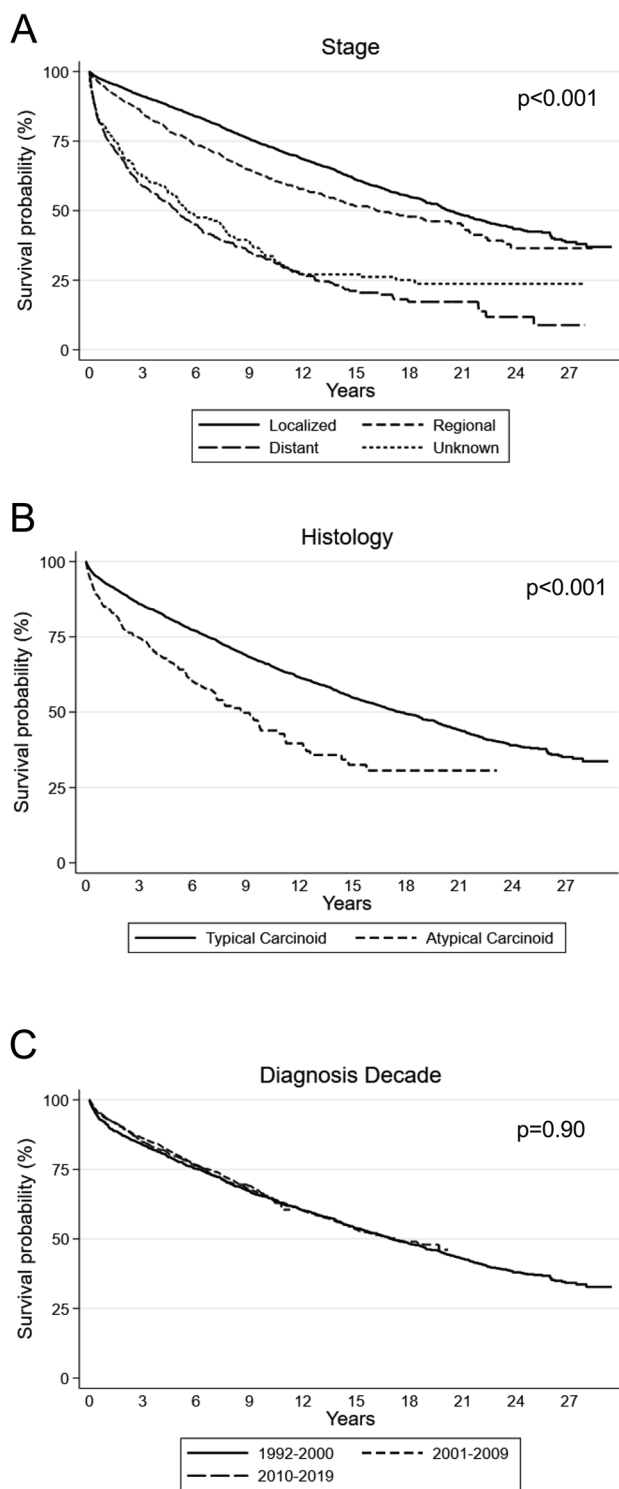 A
Stage
p<0.001
Survival probability (%)
100
75
50
25
0
0 3 6 9 12 15 18 21 24 27
Years
Localized Regional
Distant Unknown
B
Histology
p<0.001
Survival probability (%)
100
75
50
25
0
0 3 6 9 12 15 18 21 24 27
Years
Typical Carcinoid Atypical Carcinoid
C
Diagnosis Decade
p=0.90
Survival probability (%)
100
75
50
25
0
0 3 6 9 12 15 18 21 24 27
Years
1992-2000 2001-2009
2010-2019